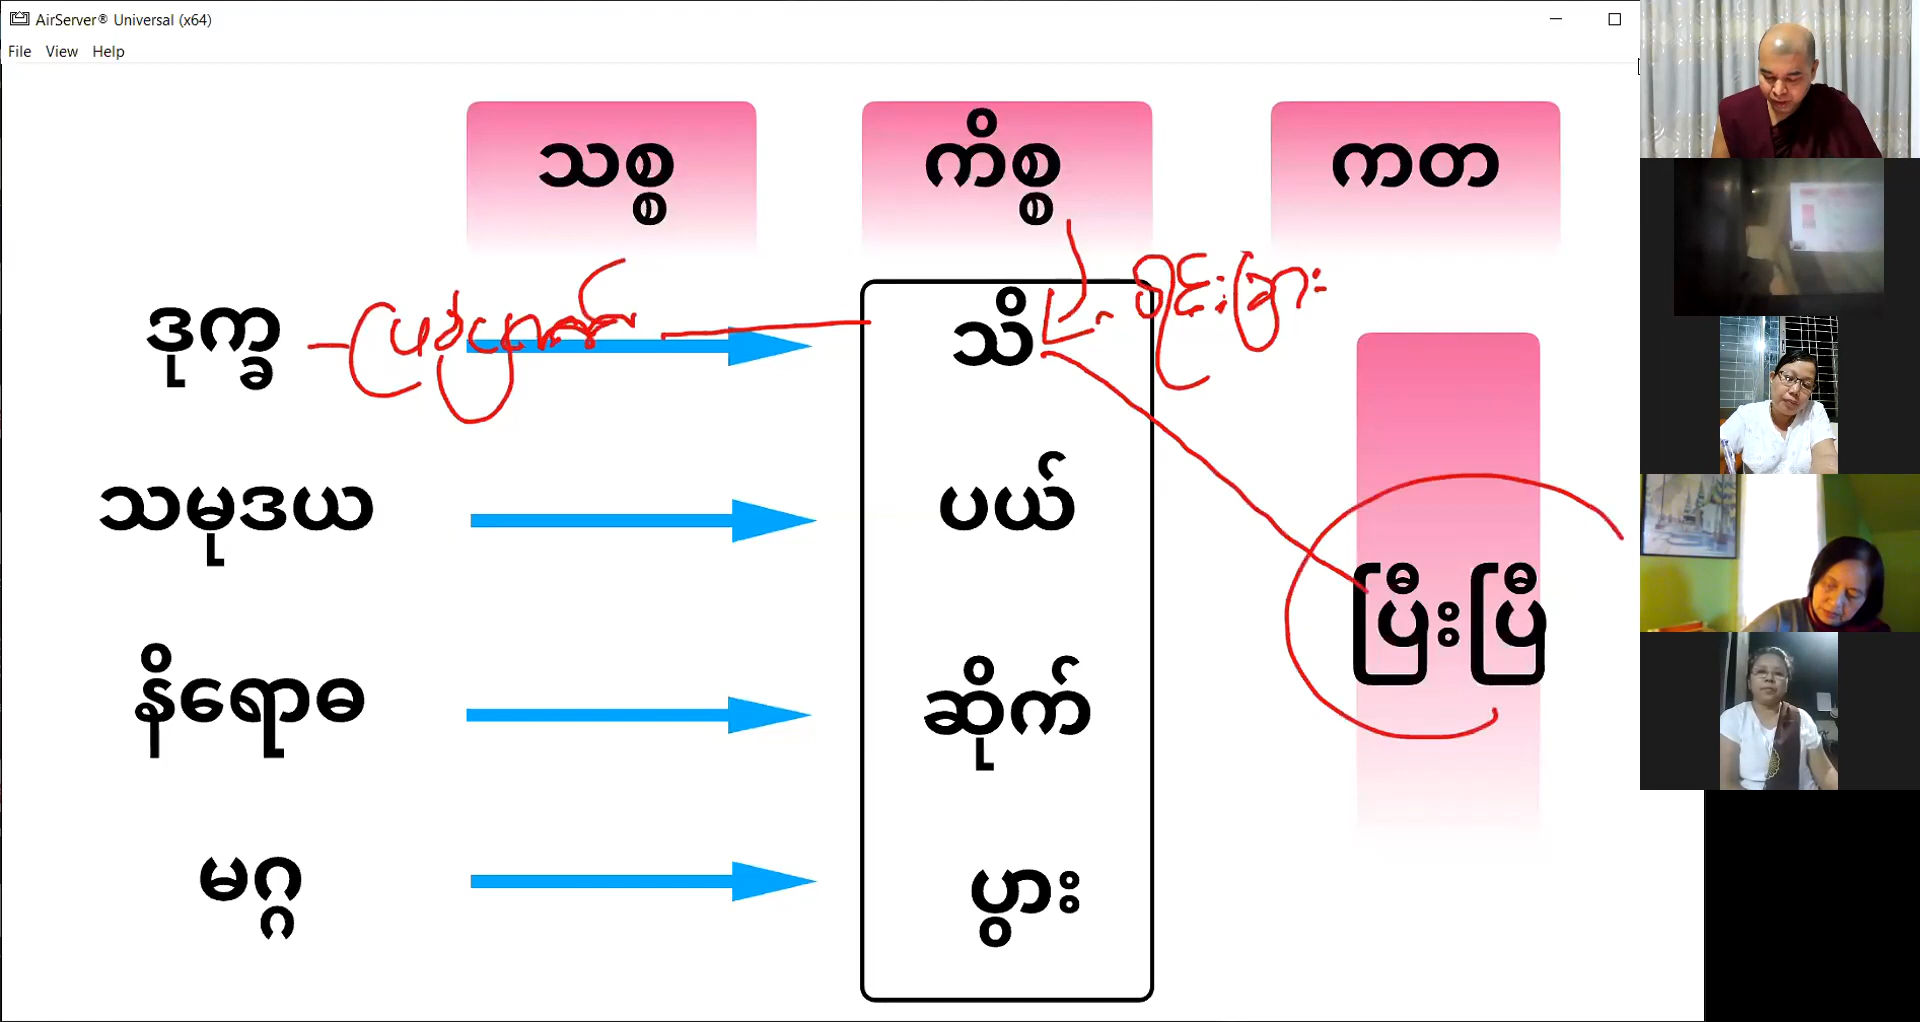 AirServer® Universal (x64)
File View Help
သစ္စ ကိစ္စ ကတ
ဒုက္ခ သိ
သမုဒယ ပယ်
ပြီးပြီ
နိရောဓ ဆိုက်
မဂ္ဂ ပွား